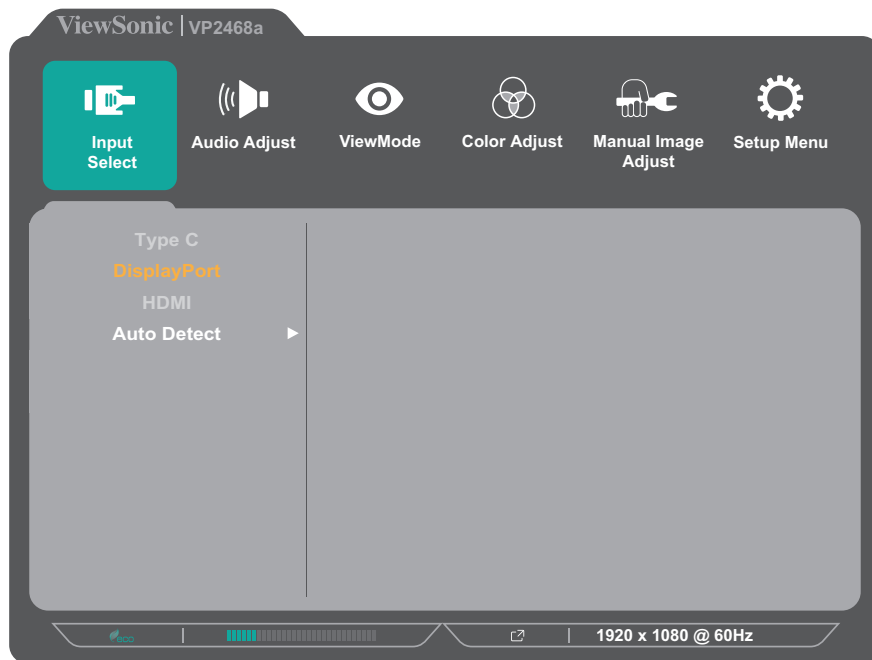 ViewSonic | VP2468a
Input
Select
Audio Adjust
ViewMode
Color Adjust
Manual Image
Adjust
Setup Menu
Type C
DisplayPort
HDMI
Auto Detect
eco
1920 x 1080 @ 60Hz